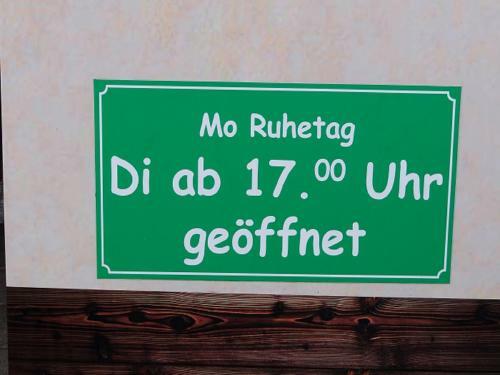 Mo Ruhetag
Di ab 17.00 Uhr
geöffnet